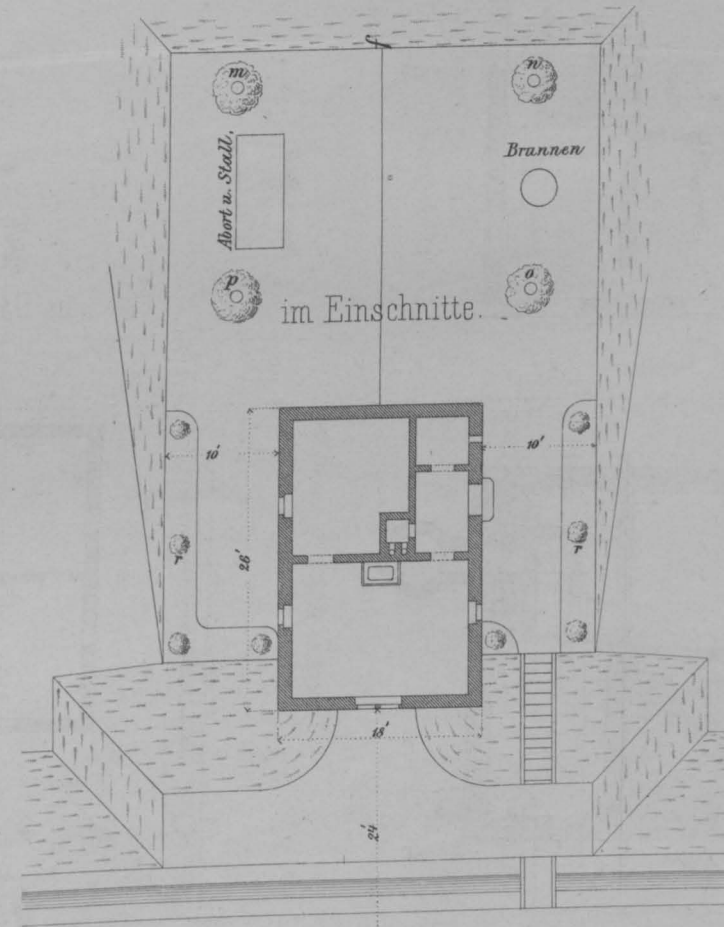 f
m
n
Abort u. Stall.
Brunnen
p
o
im Einschnitte.
10'
10'
26'
r
r
18'
24'